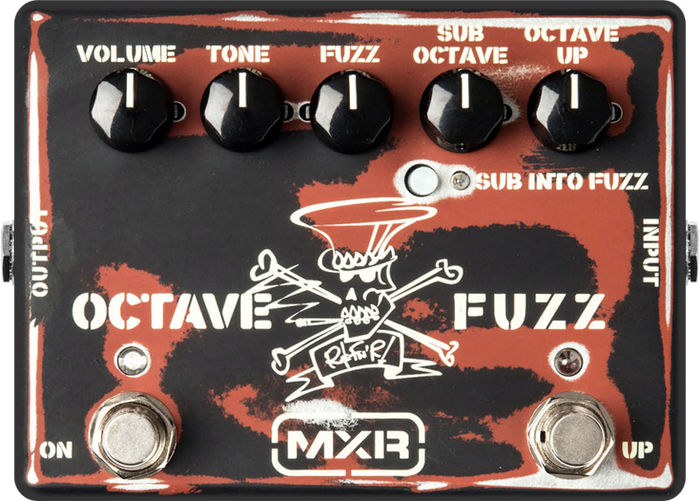 VOLUME TONE FUZZ SUB OCTAVE OCTAVE UP
SUB INTO FUZZ
OUTPUT
INPUT
OCTAVE FUZZ
ON
MXR
UP